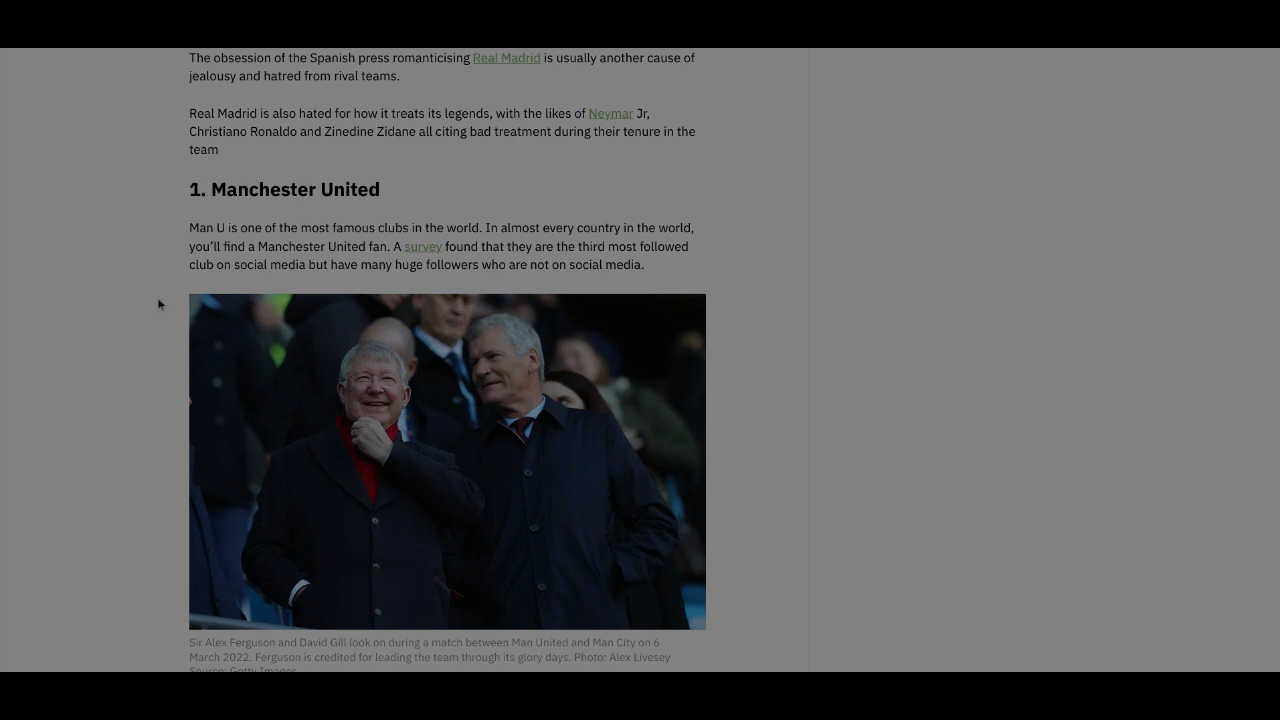 The obsession of the Spanish press romanticising Real Madrid is usually another cause of
jealousy and hatred from rival teams.
Real Madrid is also hated for how it treats its legends, with the likes of Neymar Jr,
Christiano Ronaldo and Zinedine Zidane all citing bad treatment during their tenure in the
team
1. Manchester United
Man U is one of the most famous clubs in the world. In almost every country in the world,
you’ll find a Manchester United fan. A survey found that they are the third most followed
club on social media but have many huge followers who are not on social media.
Sir Alex Ferguson and David Gill look on during a match between Man United and Man City on 6
March 2022. Ferguson is credited for leading the team through its glory days. Photo: Alex Livesey
Source: Getty Images